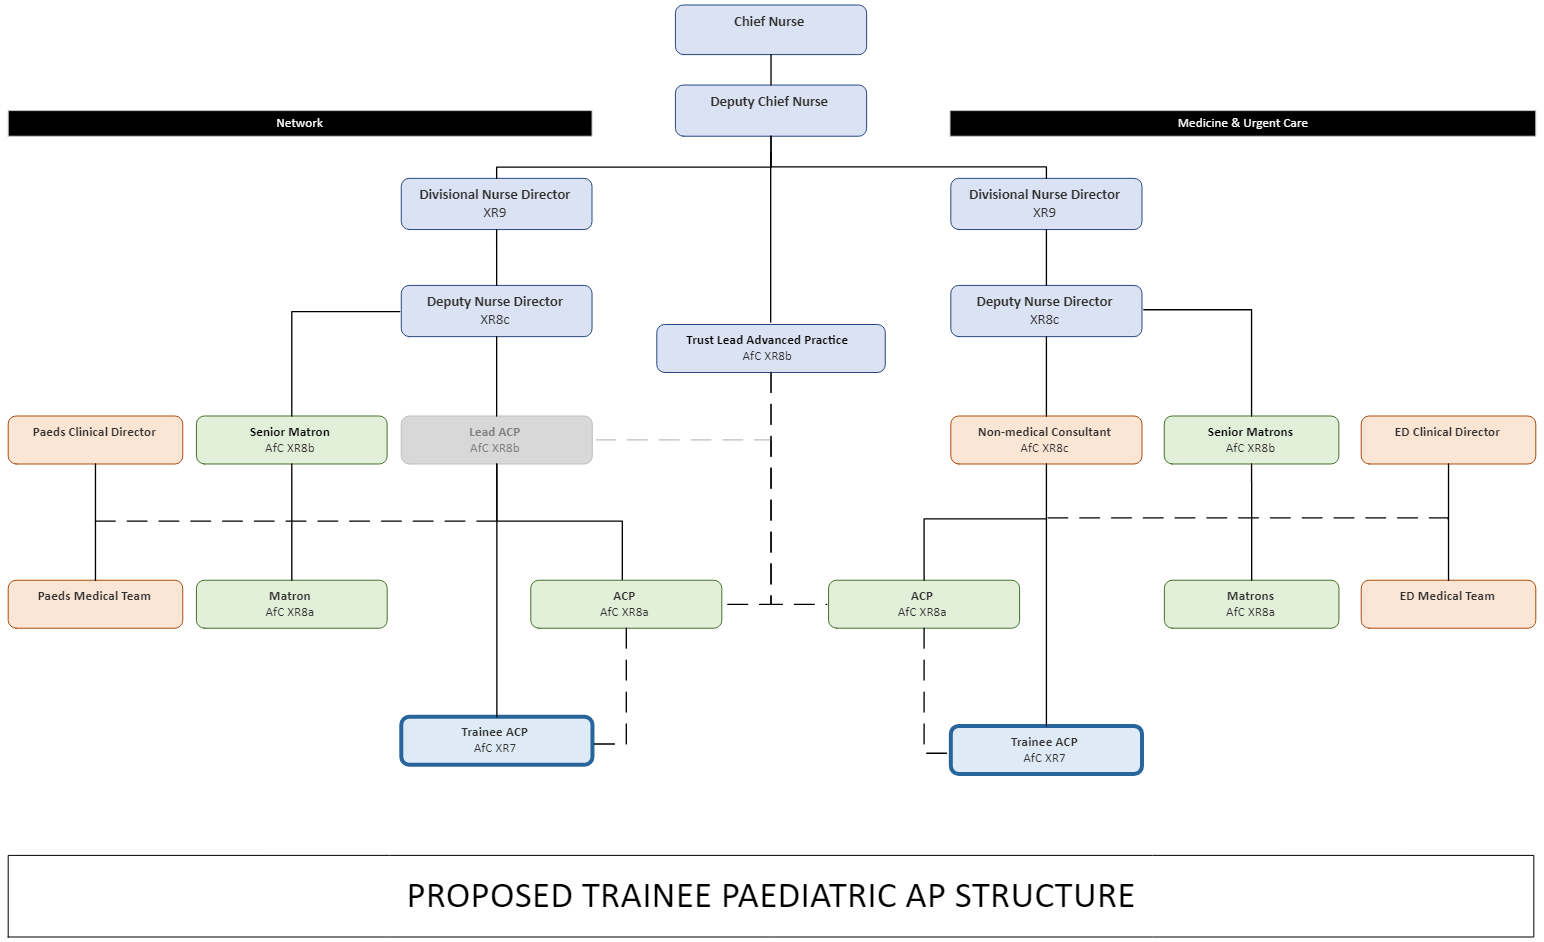 Chief Nurse
Deputy Chief Nurse
Network
Medicine & Urgent Care
Divisional Nurse Director
XR9
Divisional Nurse Director
XR9
Deputy Nurse Director
XR8c
Deputy Nurse Director
XR8c
Trust Lead Advanced Practice
AfC XR8b
Paeds Clinical Director
Senior Matron
AfC XR8b
Lead ACP
AfC XR8b
Non-medical Consultant
AfC XR8c
Senior Matrons
AfC XR8b
ED Clinical Director
Paeds Medical Team
Matron
AfC XR8a
ACP
AfC XR8a
ACP
AfC XR8a
Matrons
AfC XR8a
ED Medical Team
Trainee ACP
AfC XR7
Trainee ACP
AfC XR7
PROPOSED TRAINEE PAEDIATRIC AP STRUCTURE